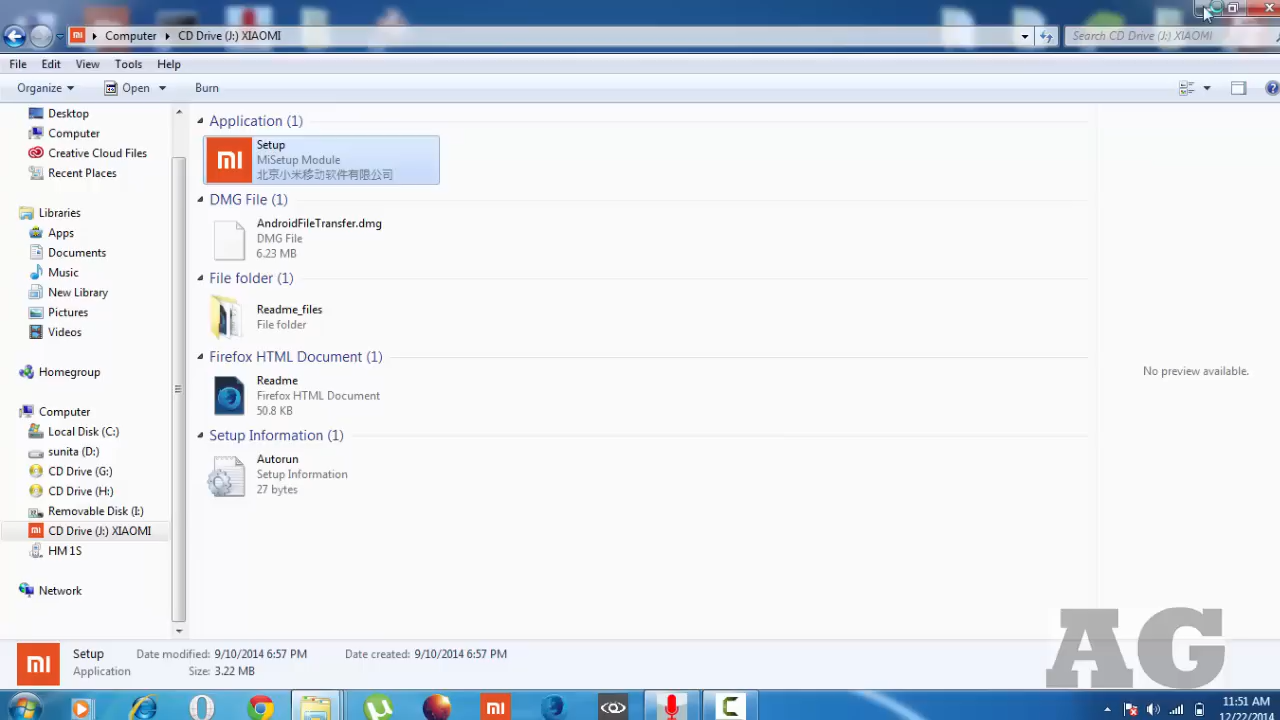 Computer
CD Drive (J:) XIAOMI
Search CD Drive (J:) XIAOMI
File Edit View Tools Help
Organize Open Burn
Desktop
Computer
Creative Cloud Files
Recent Places
Libraries
Apps
Documents
Music
New Library
Pictures
Videos
Homegroup
Computer
Local Disk (C:)
sunita (D:)
CD Drive (G:)
CD Drive (H:)
Removable Disk (I:)
CD Drive (J:) XIAOMI
HM 1S
Network
Application (1)
Setup
MiSetup Module
北京小米移动软件有限公司
DMG File (1)
AndroidFileTransfer.dmg
DMG File
6.23 MB
File folder (1)
Readme_files
File folder
Firefox HTML Document (1)
Readme
Firefox HTML Document
50.8 KB
Setup Information (1)
Autorun
Setup Information
27 bytes
No preview available.
Setup Date modified: 9/10/2014 6:57 PM Date created: 9/10/2014 6:57 PM
Application Size: 3.22 MB
AG
11:51 AM
12/22/2014